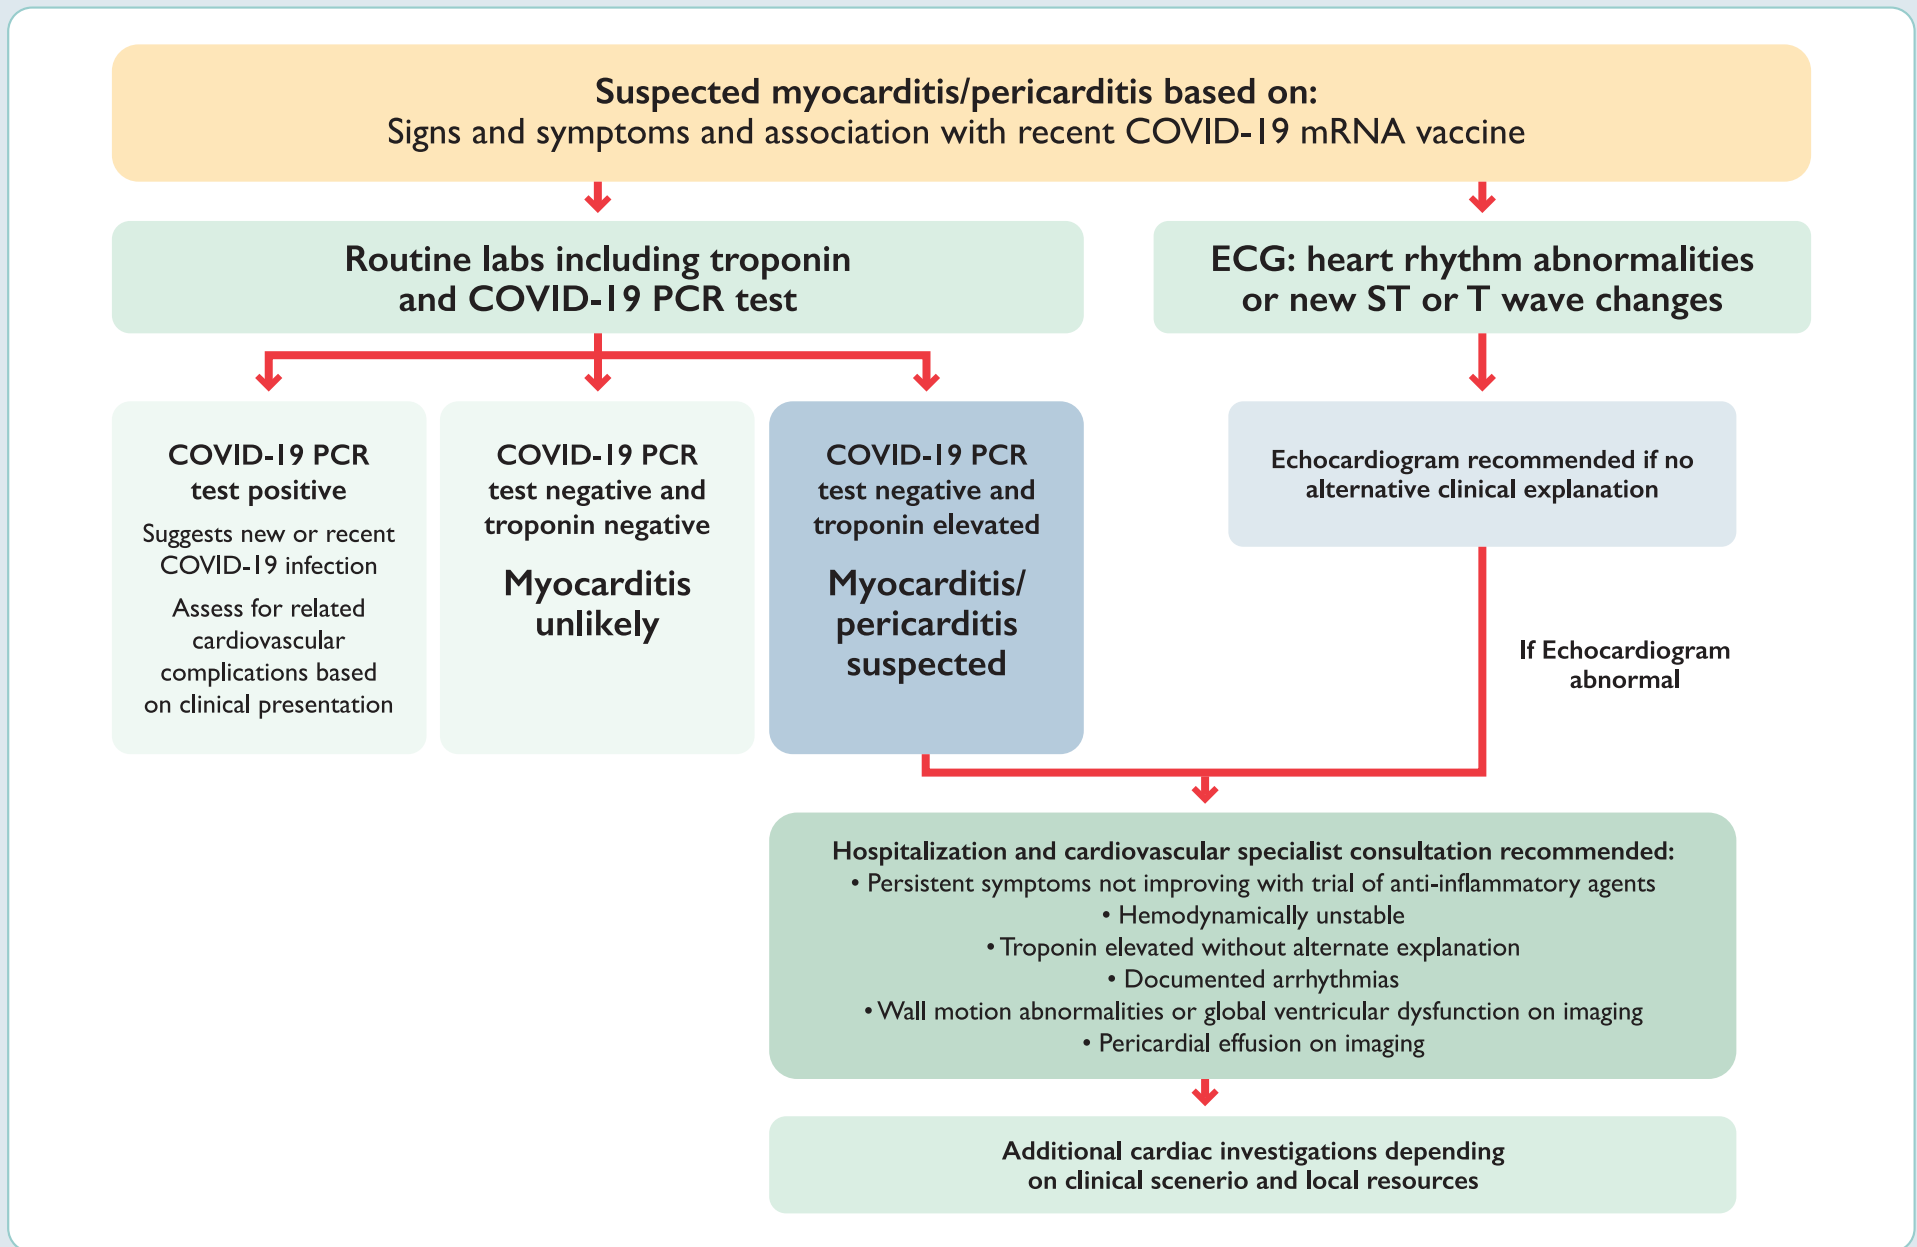 Suspected myocarditis/pericarditis based on:
Signs and symptoms and association with recent COVID-19 mRNA vaccine
Routine labs including troponin
and COVID-19 PCR test
ECG: heart rhythm abnormalities
or new ST or T wave changes
COVID-19 PCR
test positive
Suggests new or recent
COVID-19 infection
Assess for related
cardiovascular
complications based
on clinical presentation
COVID-19 PCR
test negative and
troponin negative
Myocarditis
unlikely
COVID-19 PCR
test negative and
troponin elevated
Myocarditis/
pericarditis
suspected
Echocardiogram recommended if no
alternative clinical explanation
If Echocardiogram
abnormal
Hospitalization and cardiovascular specialist consultation recommended:
• Persistent symptoms not improving with trial of anti-inflammatory agents
• Hemodynamically unstable
• Troponin elevated without alternate explanation
• Documented arrhythmias
• Wall motion abnormalities or global ventricular dysfunction on imaging
• Pericardial effusion on imaging
Additional cardiac investigations depending
on clinical scenerio and local resources